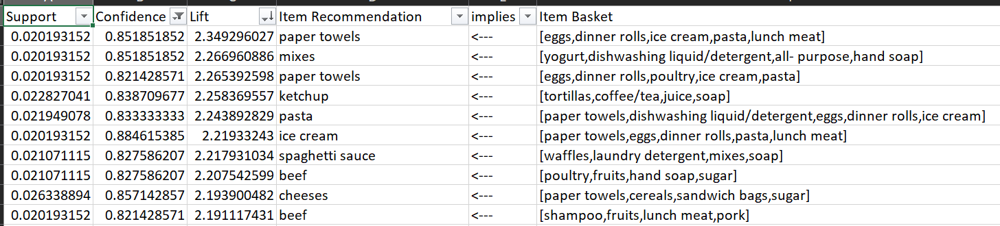 Support Confidence Lift Item Recommendation implies Item Basket
0.020193152 0.851851852 2.349296027 paper towels <--- [eggs,dinner rolls,ice cream,pasta,lunch meat]
0.020193152 0.851851852 2.266960886 mixes <--- [yogurt,dishwashing liquid/detergent,all- purpose,hand soap]
0.020193152 0.821428571 2.265392598 paper towels <--- [eggs,dinner rolls,poultry,ice cream,pasta]
0.022827041 0.838709677 2.258369557 ketchup <--- [tortillas,coffee/tea,juice,soap]
0.021949078 0.833333333 2.243892829 pasta <--- [paper towels,dishwashing liquid/detergent,eggs,dinner rolls,ice cream]
0.020193152 0.884615385 2.21933243 ice cream <--- [paper towels,eggs,dinner rolls,pasta,lunch meat]
0.021071115 0.827586207 2.217931034 spaghetti sauce <--- [waffles,laundry detergent,mixes,soap]
0.021071115 0.827586207 2.207542599 beef <--- [poultry,fruits,hand soap,sugar]
0.026338894 0.857142857 2.193900482 cheeses <--- [paper towels,cereals,sandwich bags,sugar]
0.020193152 0.821428571 2.191117431 beef <--- [shampoo,fruits,lunch meat,pork]